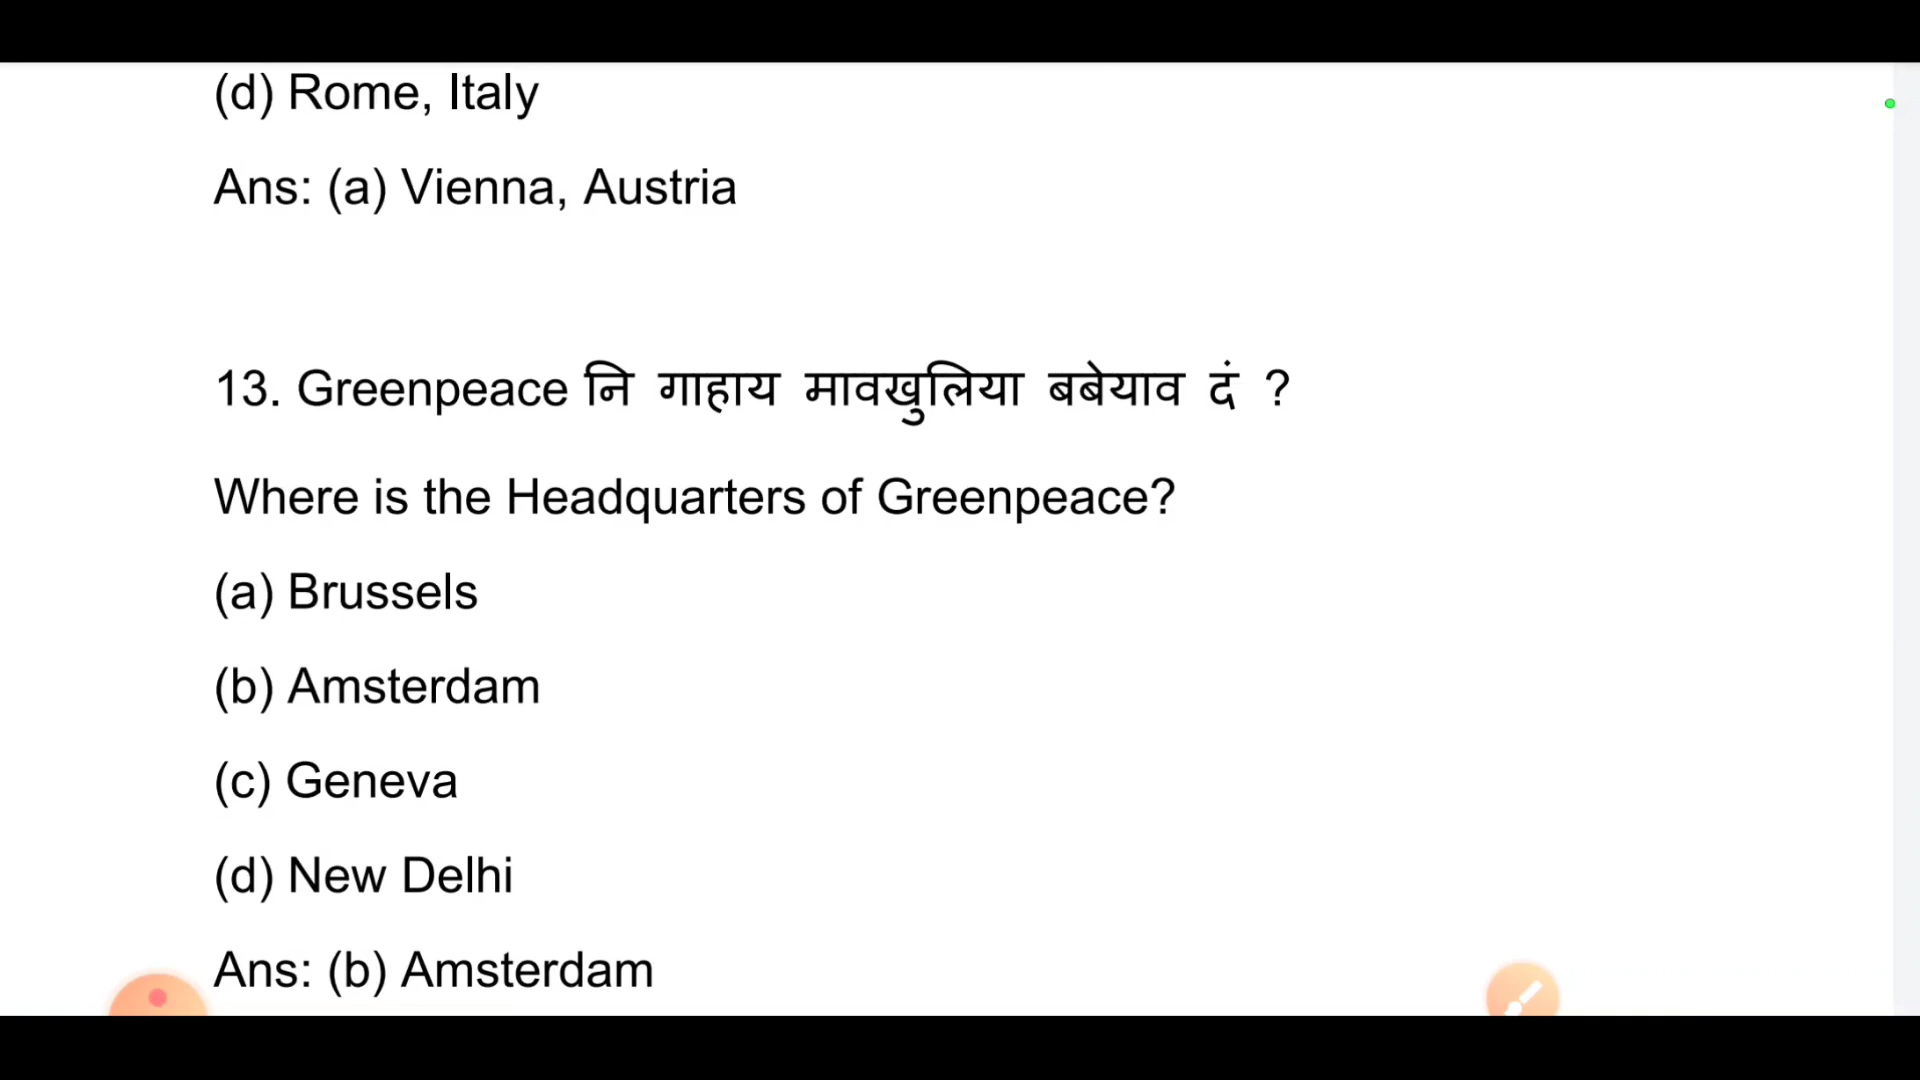 (d) Rome, Italy
Ans: (a) Vienna, Austria
13. Greenpeace नि गाहाय मावखुलिया बबेयाव दं ?
Where is the Headquarters of Greenpeace?
(a) Brussels
(b) Amsterdam
(c) Geneva
(d) New Delhi
Ans: (b) Amsterdam